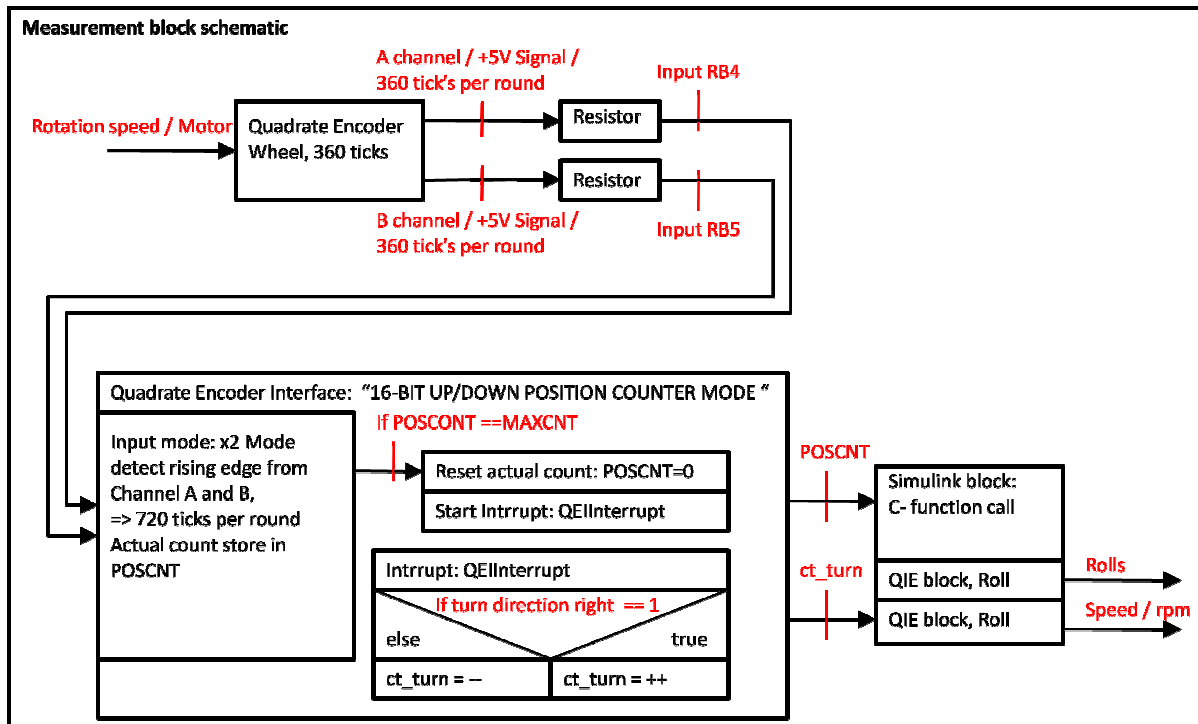 Measurement block schematic
A channel / +5V Signal /
360 tick's per round
Input RB4
Rotation speed / Motor
Quadrate Encoder
Wheel, 360 ticks
Resistor
Resistor
B channel / +5V Signal /
360 tick's per round
Input RB5
Quadrate Encoder Interface: "16-BIT UP/DOWN POSITION COUNTER MODE "
Input mode: x2 Mode
detect rising edge from
Channel A and B,
=> 720 ticks per round
Actual count store in
POSCNT
If POSCONT ==MAXCNT
Reset actual count: POSCNT=0
Start Intrrupt: QEIInterrupt
Intrrupt: QEIInterrupt
If turn direction right == 1
else
true
ct_turn = --
ct_turn = ++
POSCNT
ct_turn
Simulink block:
C- function call
QIE block, Roll
QIE block, Roll
Rolls
Speed / rpm